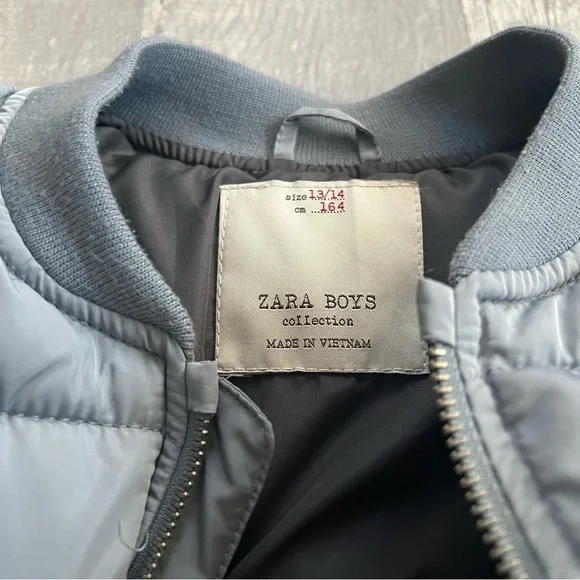 size 13/14
cm 164
ZARA BOYS
collection
MADE IN VIETNAM